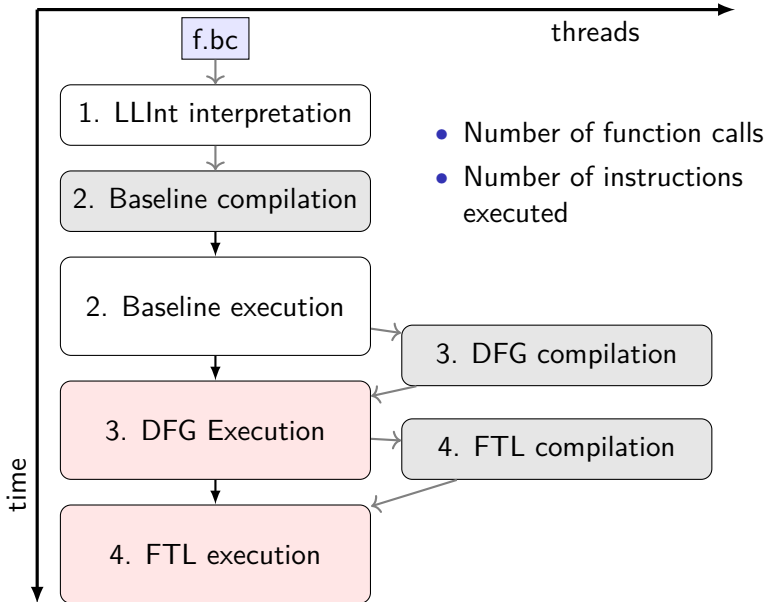 threads
f.bc
1. LLInt interpretation
• Number of function calls
• Number of instructions
executed
2. Baseline compilation
2. Baseline execution
3. DFG compilation
3. DFG Execution
4. FTL compilation
time
4. FTL execution